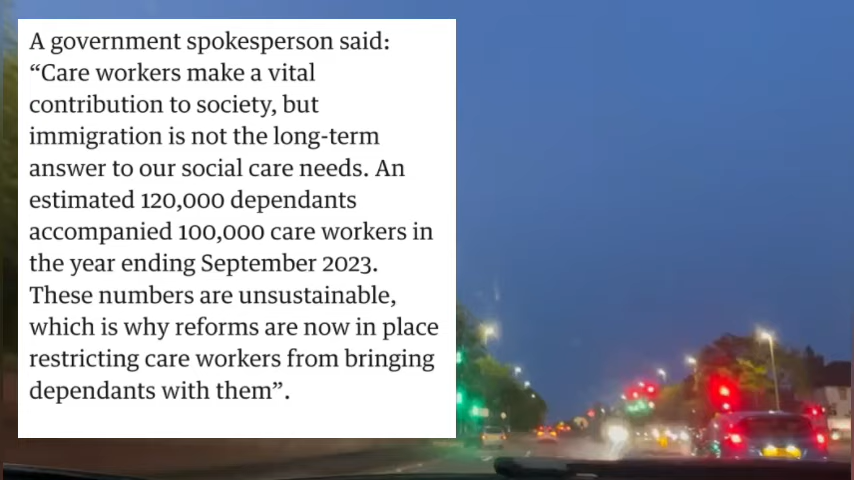 A government spokesperson said:
“Care workers make a vital
contribution to society, but
immigration is not the long-term
answer to our social care needs. An
estimated 120,000 dependants
accompanied 100,000 care workers in
the year ending September 2023.
These numbers are unsustainable,
which is why reforms are now in place
restricting care workers from bringing
dependants with them”.